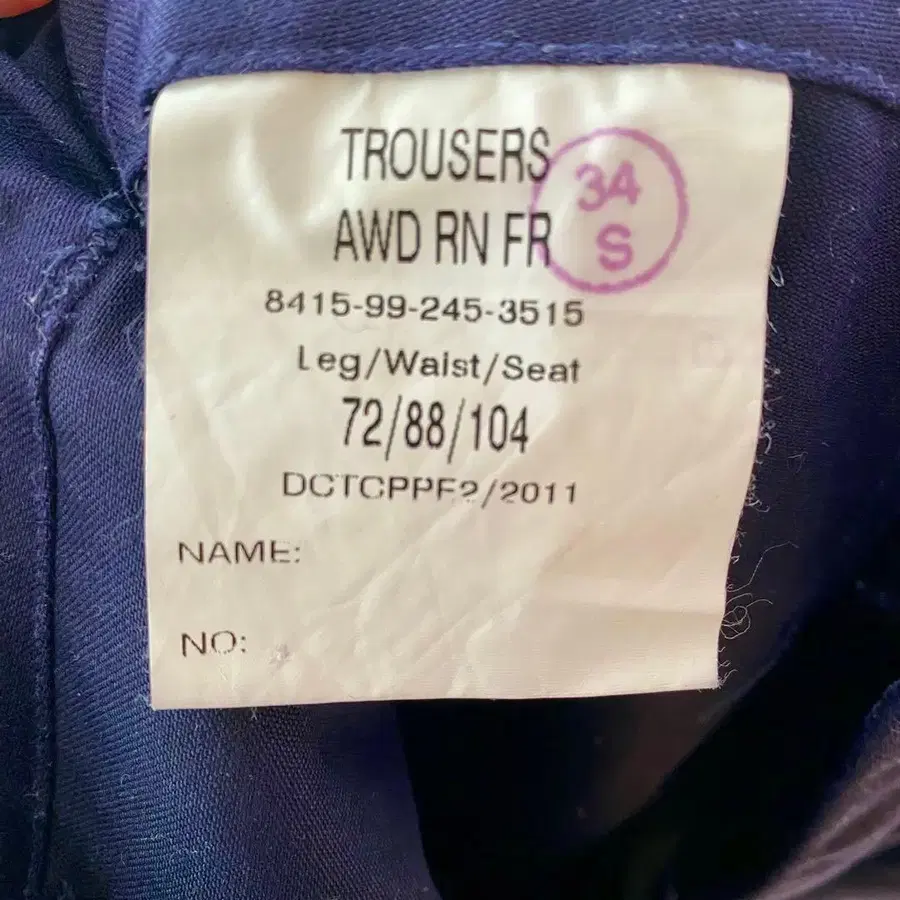 TROUSERS
AWD RN FR
34
S
8415-99-245-3515
Leg/Waist/Seat
72/88/104
DCTCPPF2/2011
NAME:
NO: